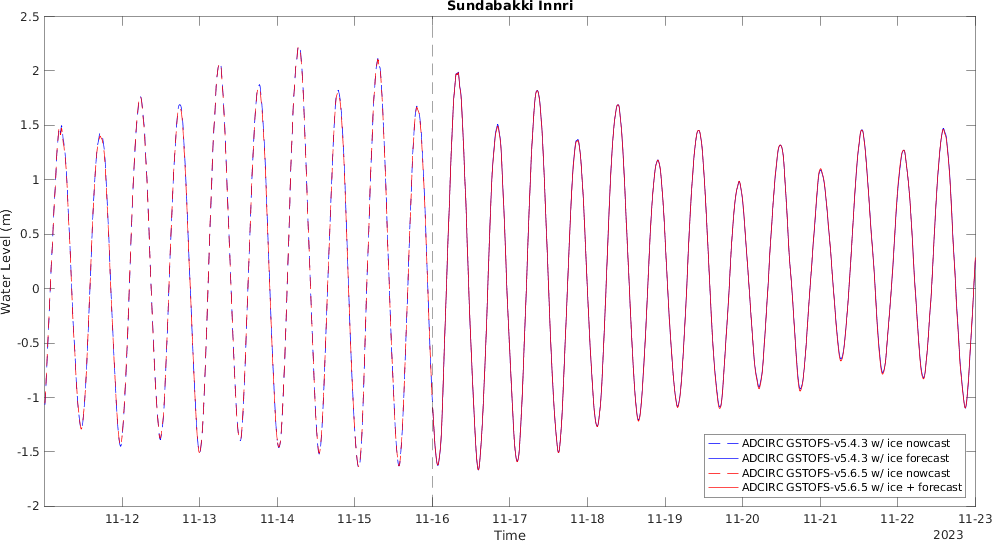 Sundabakki Innri
2.5
2
1.5
1
0.5
0
-0.5
-1
-1.5
-2
Water Level (m)
ADCIRC GSTOFS-v5.4.3 w/ ice nowcast
ADCIRC GSTOFS-v5.4.3 w/ ice forecast
ADCIRC GSTOFS-v5.6.5 w/ ice nowcast
ADCIRC GSTOFS-v5.6.5 w/ ice + forecast
11-12 11-13 11-14 11-15 11-16 11-17 11-18 11-19 11-20 11-21 11-22 11-23
Time
2023